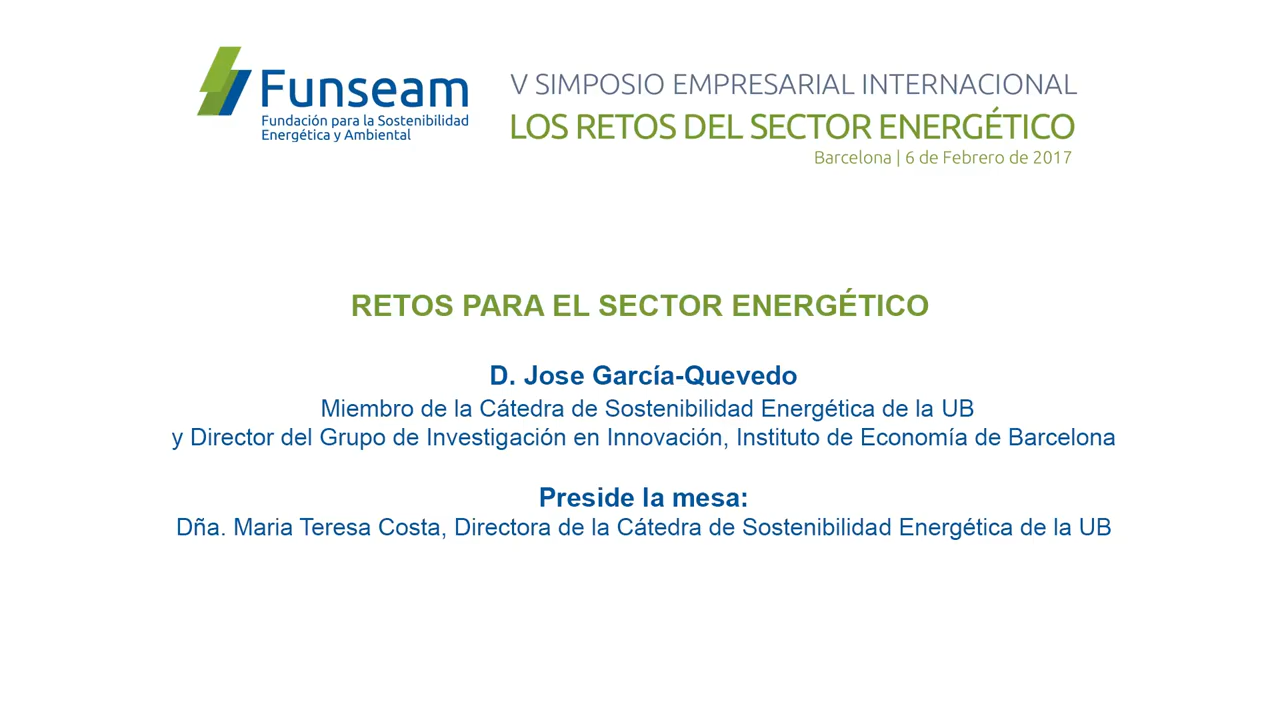 Funseam
Fundación para la Sostenibilidad
Energética y Ambiental
V SIMPOSIO EMPRESARIAL INTERNACIONAL
LOS RETOS DEL SECTOR ENERGÉTICO
Barcelona | 6 de Febrero de 2017
RETOS PARA EL SECTOR ENERGÉTICO
D. Jose García-Quevedo
Miembro de la Cátedra de Sostenibilidad Energética de la UB
y Director del Grupo de Investigación en Innovación, Instituto de Economía de Barcelona
Preside la mesa:
Dña. Maria Teresa Costa, Directora de la Cátedra de Sostenibilidad Energética de la UB